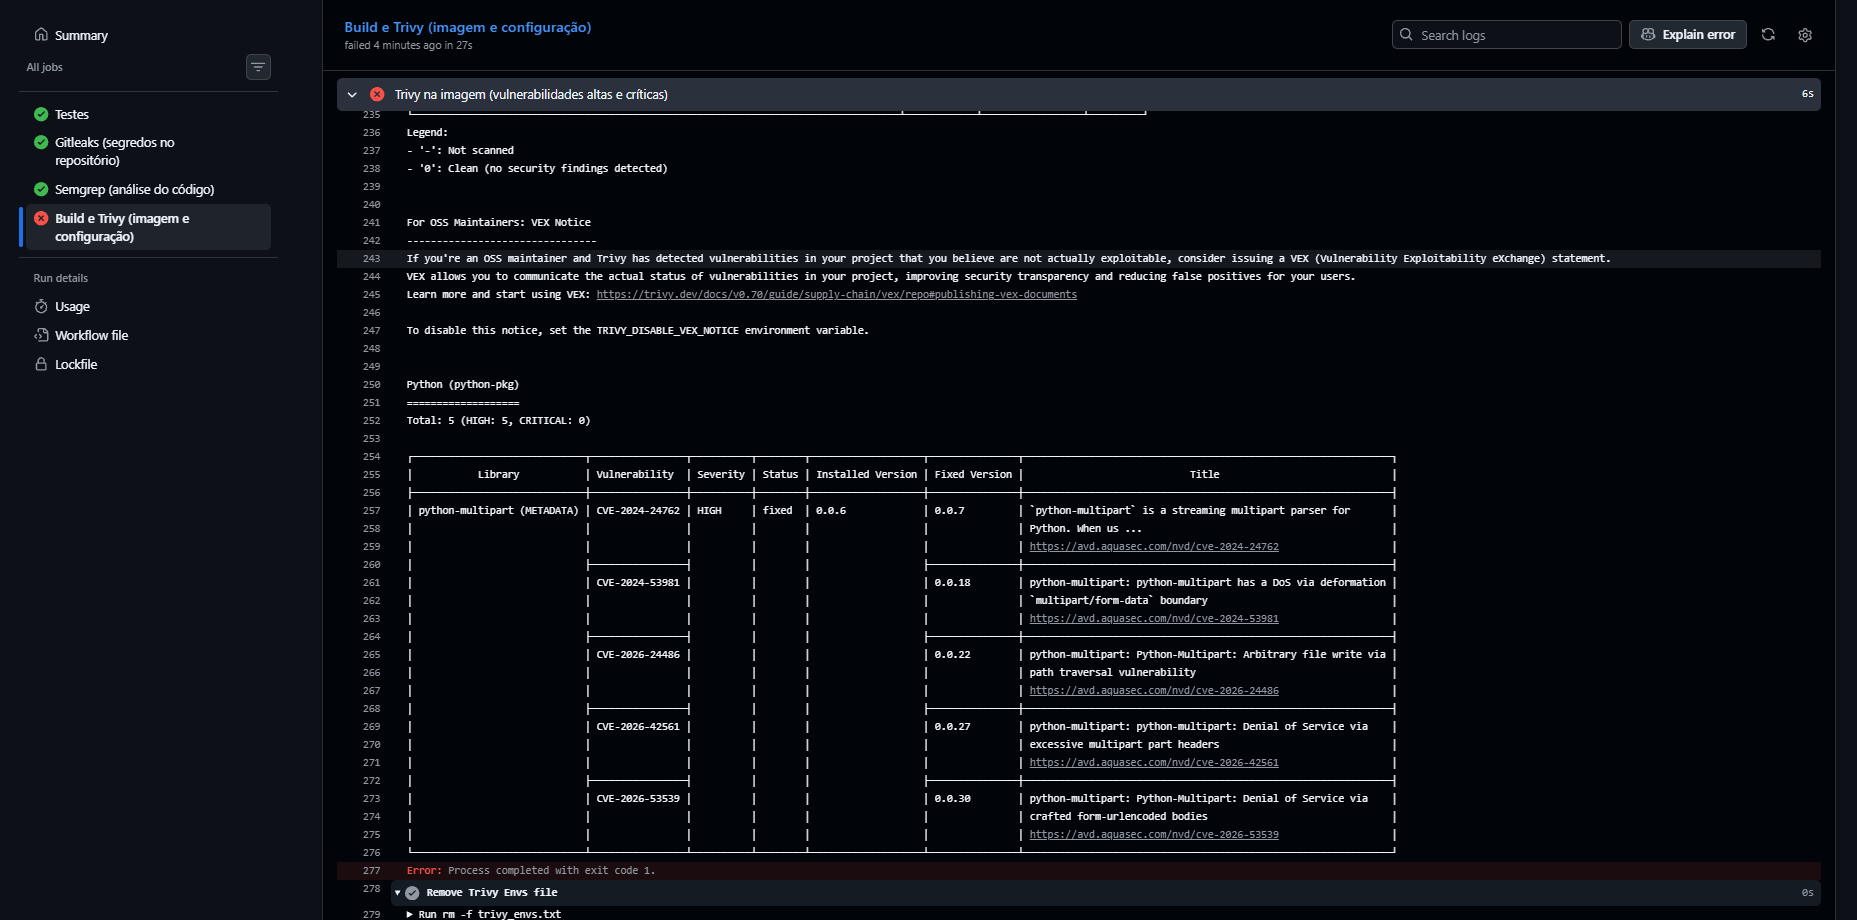 Summary
All jobs
Testes
Gitleaks (segredos no
repositório)
Semgrep (análise do código)
Build e Trivy (imagem e
configuração)
Run details
Usage
Workflow file
Lockfile
Build e Trivy (imagem e configuração)
failed 4 minutes ago in 27s
Search logs
Explain error
Trivy na imagem (vulnerabilidades altas e críticas) 6s
235
236 Legend:
237 - '-': Not scanned
238 - '0': Clean (no security findings detected)
239
240
241 For OSS Maintainers: VEX Notice
242 --------------------------------
243 If you're an OSS maintainer and Trivy has detected vulnerabilities in your project that you believe are not actually exploitable, consider issuing a VEX (Vulnerability Exploitability eXchange) statement.
244 VEX allows you to communicate the actual status of vulnerabilities in your project, improving security transparency and reducing false positives for your users.
245 Learn more and start using VEX: https://trivy.dev/docs/v0.70/guide/supply-chain/vex/repo#publishing-vex-documents
246
247 To disable this notice, set the TRIVY_DISABLE_VEX_NOTICE environment variable.
248
249
250 Python (python-pkg)
251 ===================
252 Total: 5 (HIGH: 5, CRITICAL: 0)
253
254
255 Library | Vulnerability | Severity | Status | Installed Version | Fixed Version | Title
256
257 python-multipart (METADATA) | CVE-2024-24762 | HIGH | fixed | 0.0.6 | 0.0.7 | `python-multipart` is a streaming multipart parser for
258 Python. When us ...
259 https://avd.aquasec.com/nvd/cve-2024-24762
260
261 CVE-2024-53981 | 0.0.18 | python-multipart: python-multipart has a DoS via deformation
262 `multipart/form-data` boundary
263 https://avd.aquasec.com/nvd/cve-2024-53981
264
265 CVE-2026-24486 | 0.0.22 | python-multipart: Python-Multipart: Arbitrary file write via
266 path traversal vulnerability
267 https://avd.aquasec.com/nvd/cve-2026-24486
268
269 CVE-2026-42561 | 0.0.27 | python-multipart: python-multipart: Denial of Service via
270 excessive multipart part headers
271 https://avd.aquasec.com/nvd/cve-2026-42561
272
273 CVE-2026-53539 | 0.0.30 | python-multipart: Python-Multipart: Denial of Service via
274 crafted form-urlencoded bodies
275 https://avd.aquasec.com/nvd/cve-2026-53539
276
277 Error: Process completed with exit code 1.
278 Remove Trivy Envs file 0s
279 Run rm -f trivy_envs.txt